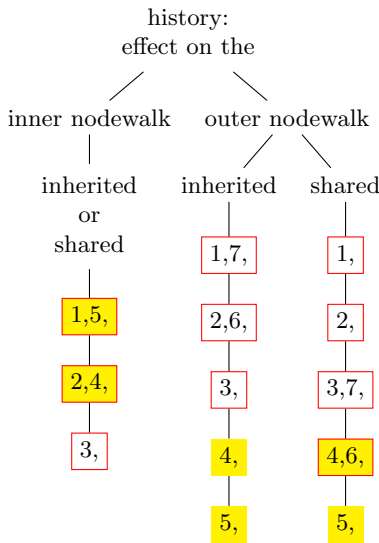 history:
effect on the
inner nodewalk
outer nodewalk
inherited
or
shared
inherited
shared
1,5,
2,4,
3,
1,7,
2,6,
3,
4,
5,
1,
2,
3,7,
4,6,
5,